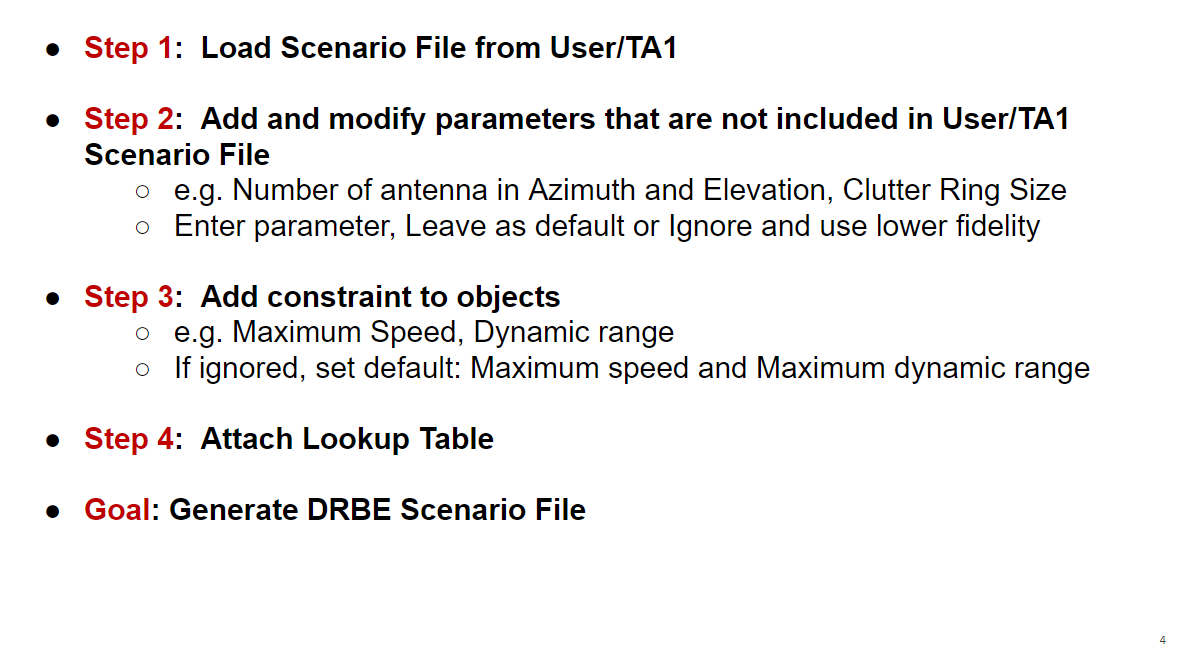 ● Step 1:  Load Scenario File from User/TA1
● Step 2:  Add and modify parameters that are not included in User/TA1
Scenario File
○ e.g. Number of antenna in Azimuth and Elevation, Clutter Ring Size
○ Enter parameter, Leave as default or Ignore and use lower fidelity
● Step 3:  Add constraint to objects
○ e.g. Maximum Speed, Dynamic range
○ If ignored, set default: Maximum speed and Maximum dynamic range
● Step 4:  Attach Lookup Table
● Goal: Generate DRBE Scenario File
4